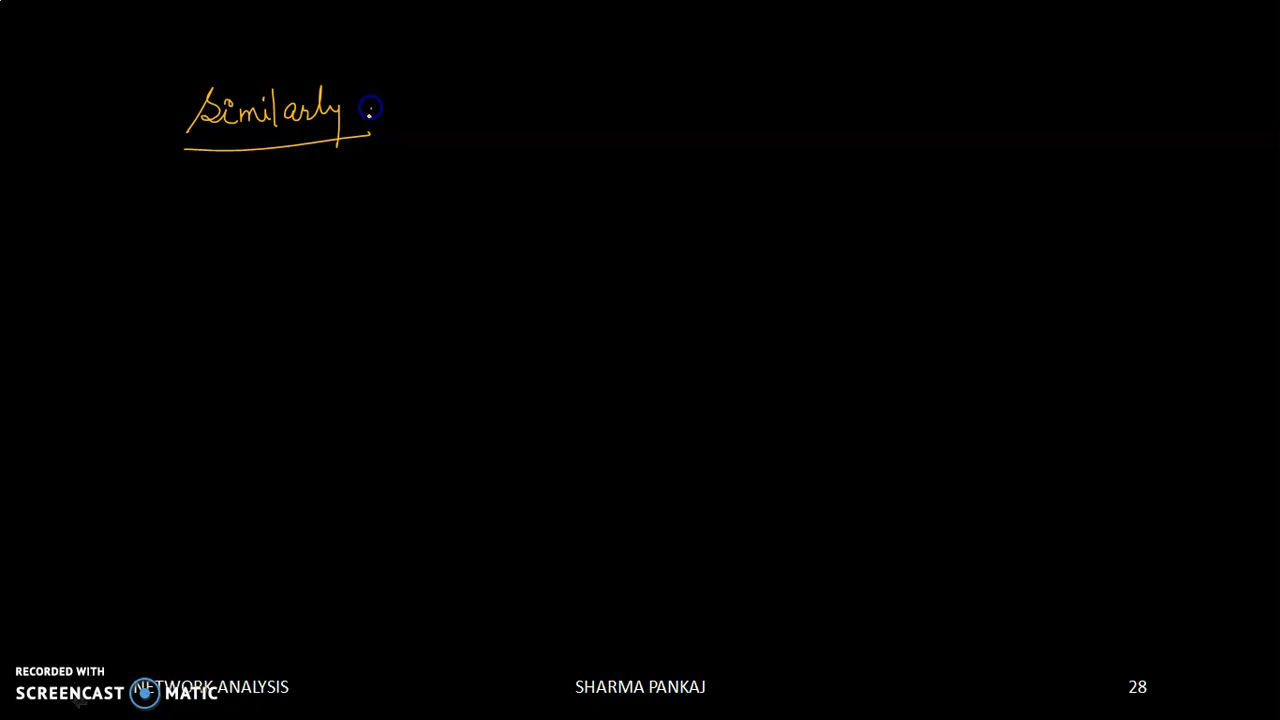 Similarly :
RECORDED WITH
SCREENCAST MATIC
NETWORK ANALYSIS
SHARMA PANKAJ
28